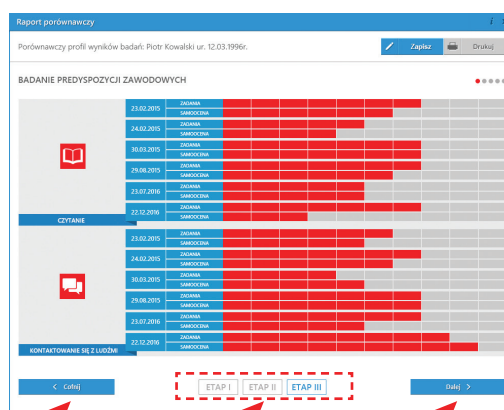 Raport porównawczy
Porównawczy profil wyników badań: Piotr Kowalski ur. 12.03.1996r.
Zapisz
Drukuj
BADANIE PREDYSPOZYCJI ZAWODOWYCH
23.02.2015
ZADANIA
SAMOOCENA
24.02.2015
ZADANIA
SAMOOCENA
30.03.2015
ZADANIA
SAMOOCENA
29.08.2015
ZADANIA
SAMOOCENA
23.07.2016
ZADANIA
SAMOOCENA
22.12.2016
ZADANIA
SAMOOCENA
CZYTANIE
23.02.2015
ZADANIA
SAMOOCENA
24.02.2015
ZADANIA
SAMOOCENA
30.03.2015
ZADANIA
SAMOOCENA
29.08.2015
ZADANIA
SAMOOCENA
23.07.2016
ZADANIA
SAMOOCENA
22.12.2016
ZADANIA
SAMOOCENA
KONTAKTOWANIE SIĘ Z LUDŹMI
< Cofnij
ETAP I
ETAP II
ETAP III
Dalej >